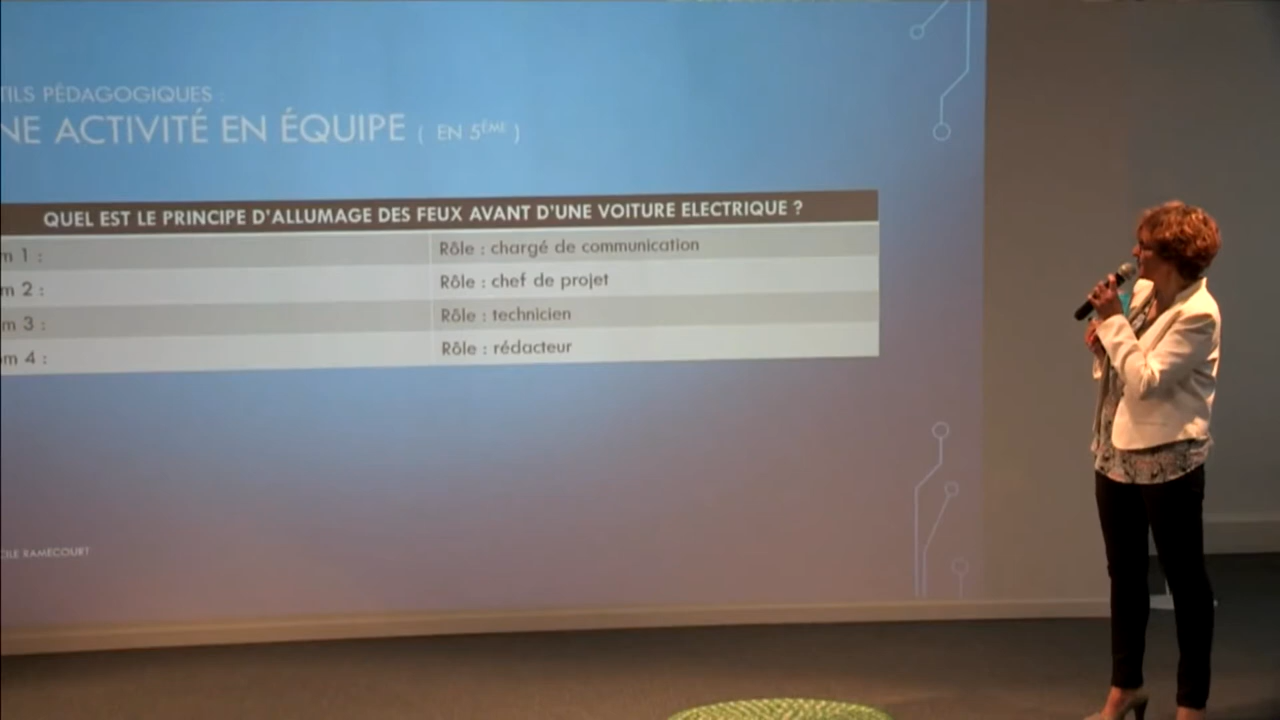 TILS PÉDAGOGIQUES :
NE ACTIVITÉ EN ÉQUIPE ( EN 5ÈME )
QUEL EST LE PRINCIPE D'ALLUMAGE DES FEUX AVANT D'UNE VOITURE ELECTRIQUE ?
m 1 : Rôle : chargé de communication
m 2 : Rôle : chef de projet
m 3 : Rôle : technicien
m 4 : Rôle : rédacteur
CILE RAMECOURT